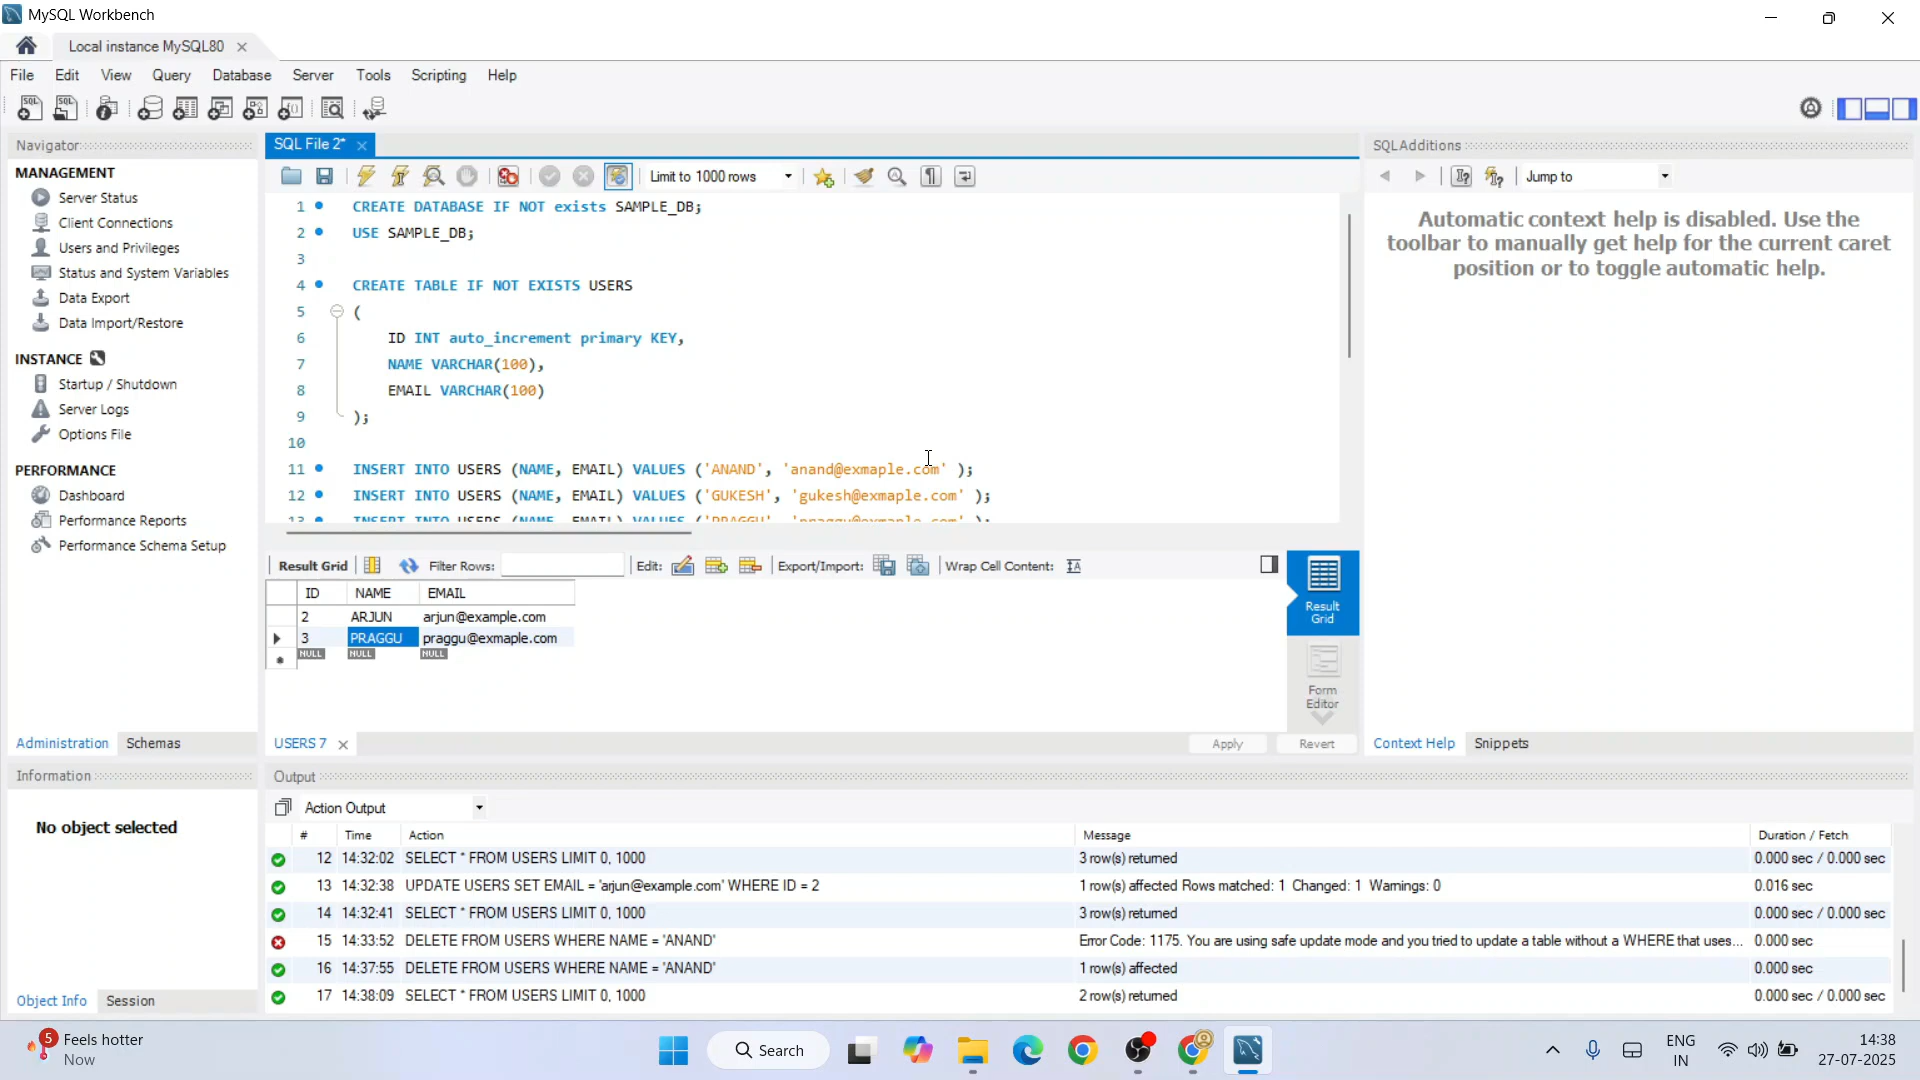 MySQL Workbench
Local instance MySQL80
File Edit View Query Database Server Tools Scripting Help
Navigator
MANAGEMENT
Server Status
Client Connections
Users and Privileges
Status and System Variables
Data Export
Data Import/Restore
INSTANCE
Startup / Shutdown
Server Logs
Options File
PERFORMANCE
Dashboard
Performance Reports
Performance Schema Setup
Administration Schemas
Information
No object selected
Object Info Session
SQL File 2*
Limit to 1000 rows
1 CREATE DATABASE IF NOT exists SAMPLE_DB;
2 USE SAMPLE_DB;
3
4 CREATE TABLE IF NOT EXISTS USERS
5 (
6 ID INT auto_increment primary KEY,
7 NAME VARCHAR(100),
8 EMAIL VARCHAR(100)
9 );
10
11 INSERT INTO USERS (NAME, EMAIL) VALUES ('ANAND', 'anand@exmaple.com' );
12 INSERT INTO USERS (NAME, EMAIL) VALUES ('GUKESH', 'gukesh@exmaple.com' );
13 INSERT INTO USERS (NAME, EMAIL) VALUES ('PRAGGU', 'praggu@exmaple.com' );
Result Grid Filter Rows: Edit: Export/Import: Wrap Cell Content:
ID NAME EMAIL
2 ARJUN arjun@example.com
3 PRAGGU praggu@exmaple.com
NULL NULL NULL
Result
Grid
Form
Editor
USERS 7 Apply Revert
SQLAdditions
Jump to
Automatic context help is disabled. Use the
toolbar to manually get help for the current caret
position or to toggle automatic help.
Context Help Snippets
Output
Action Output
# Time Action Message Duration / Fetch
12 14:32:02 SELECT * FROM USERS LIMIT 0, 1000 3 row(s) returned 0.000 sec / 0.000 sec
13 14:32:38 UPDATE USERS SET EMAIL = 'arjun@example.com' WHERE ID = 2 1 row(s) affected Rows matched: 1 Changed: 1 Warnings: 0 0.016 sec
14 14:32:41 SELECT * FROM USERS LIMIT 0, 1000 3 row(s) returned 0.000 sec / 0.000 sec
15 14:33:52 DELETE FROM USERS WHERE NAME = 'ANAND' Error Code: 1175. You are using safe update mode and you tried to update a table without a WHERE that uses... 0.000 sec
16 14:37:55 DELETE FROM USERS WHERE NAME = 'ANAND' 1 row(s) affected 0.000 sec
17 14:38:09 SELECT * FROM USERS LIMIT 0, 1000 2 row(s) returned 0.000 sec / 0.000 sec
5 Feels hotter
Now
Search
ENG
IN
14:38
27-07-2025